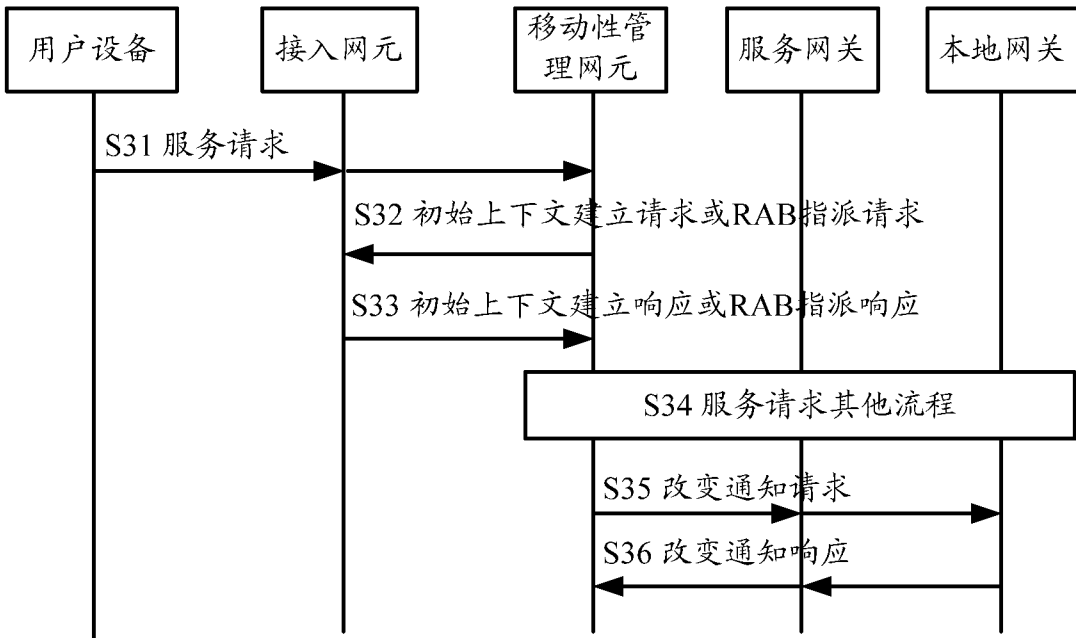 用户设备
接入网元
移动性管
理网元
服务网关
本地网关
S31 服务请求
S32 初始上下文建立请求或RAB指派请求
S33 初始上下文建立响应或RAB指派响应
S34 服务请求其他流程
S35 改变通知请求
S36 改变通知响应